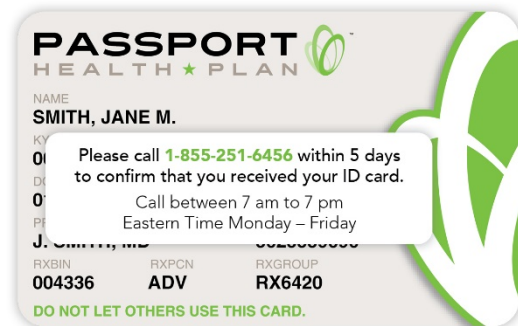 PASSPORT
HEALTH★PLAN
NAME
SMITH, JANE M.
Please call 1-855-251-6456 within 5 days
to confirm that you received your ID card.
Call between 7 am to 7 pm
Eastern Time Monday – Friday
RXBIN RXPCN RXGROUP
004336 ADV RX6420
DO NOT LET OTHERS USE THIS CARD.